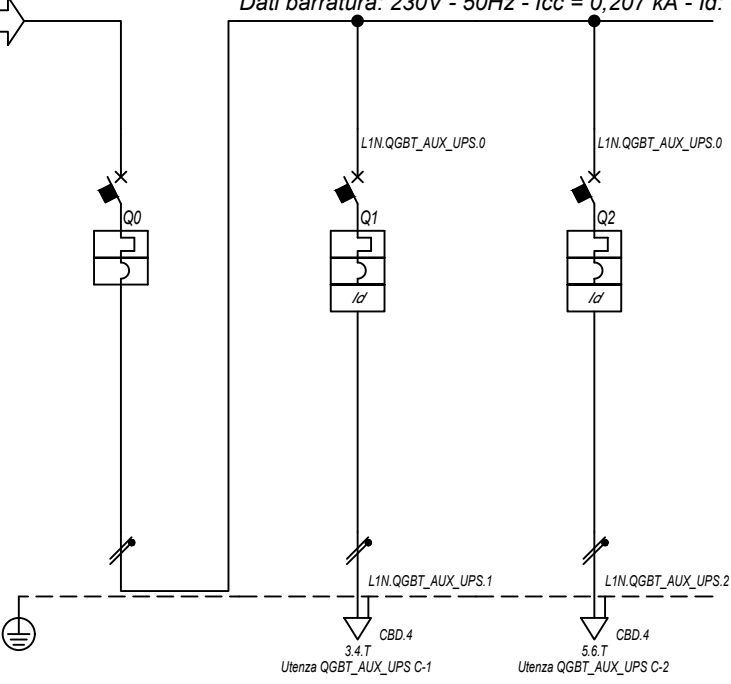 Dati barratura: 230V - 50Hz - Icc = 0,207 kA - Id:
L1N.QGBT_AUX_UPS.0
L1N.QGBT_AUX_UPS.0
Q0
Q1
Q2
Id
Id
L1N.QGBT_AUX_UPS.1
L1N.QGBT_AUX_UPS.2
CBD.4
CBD.4
3.4.T
5.6.T
Utenza QGBT_AUX_UPS C-1
Utenza QGBT_AUX_UPS C-2